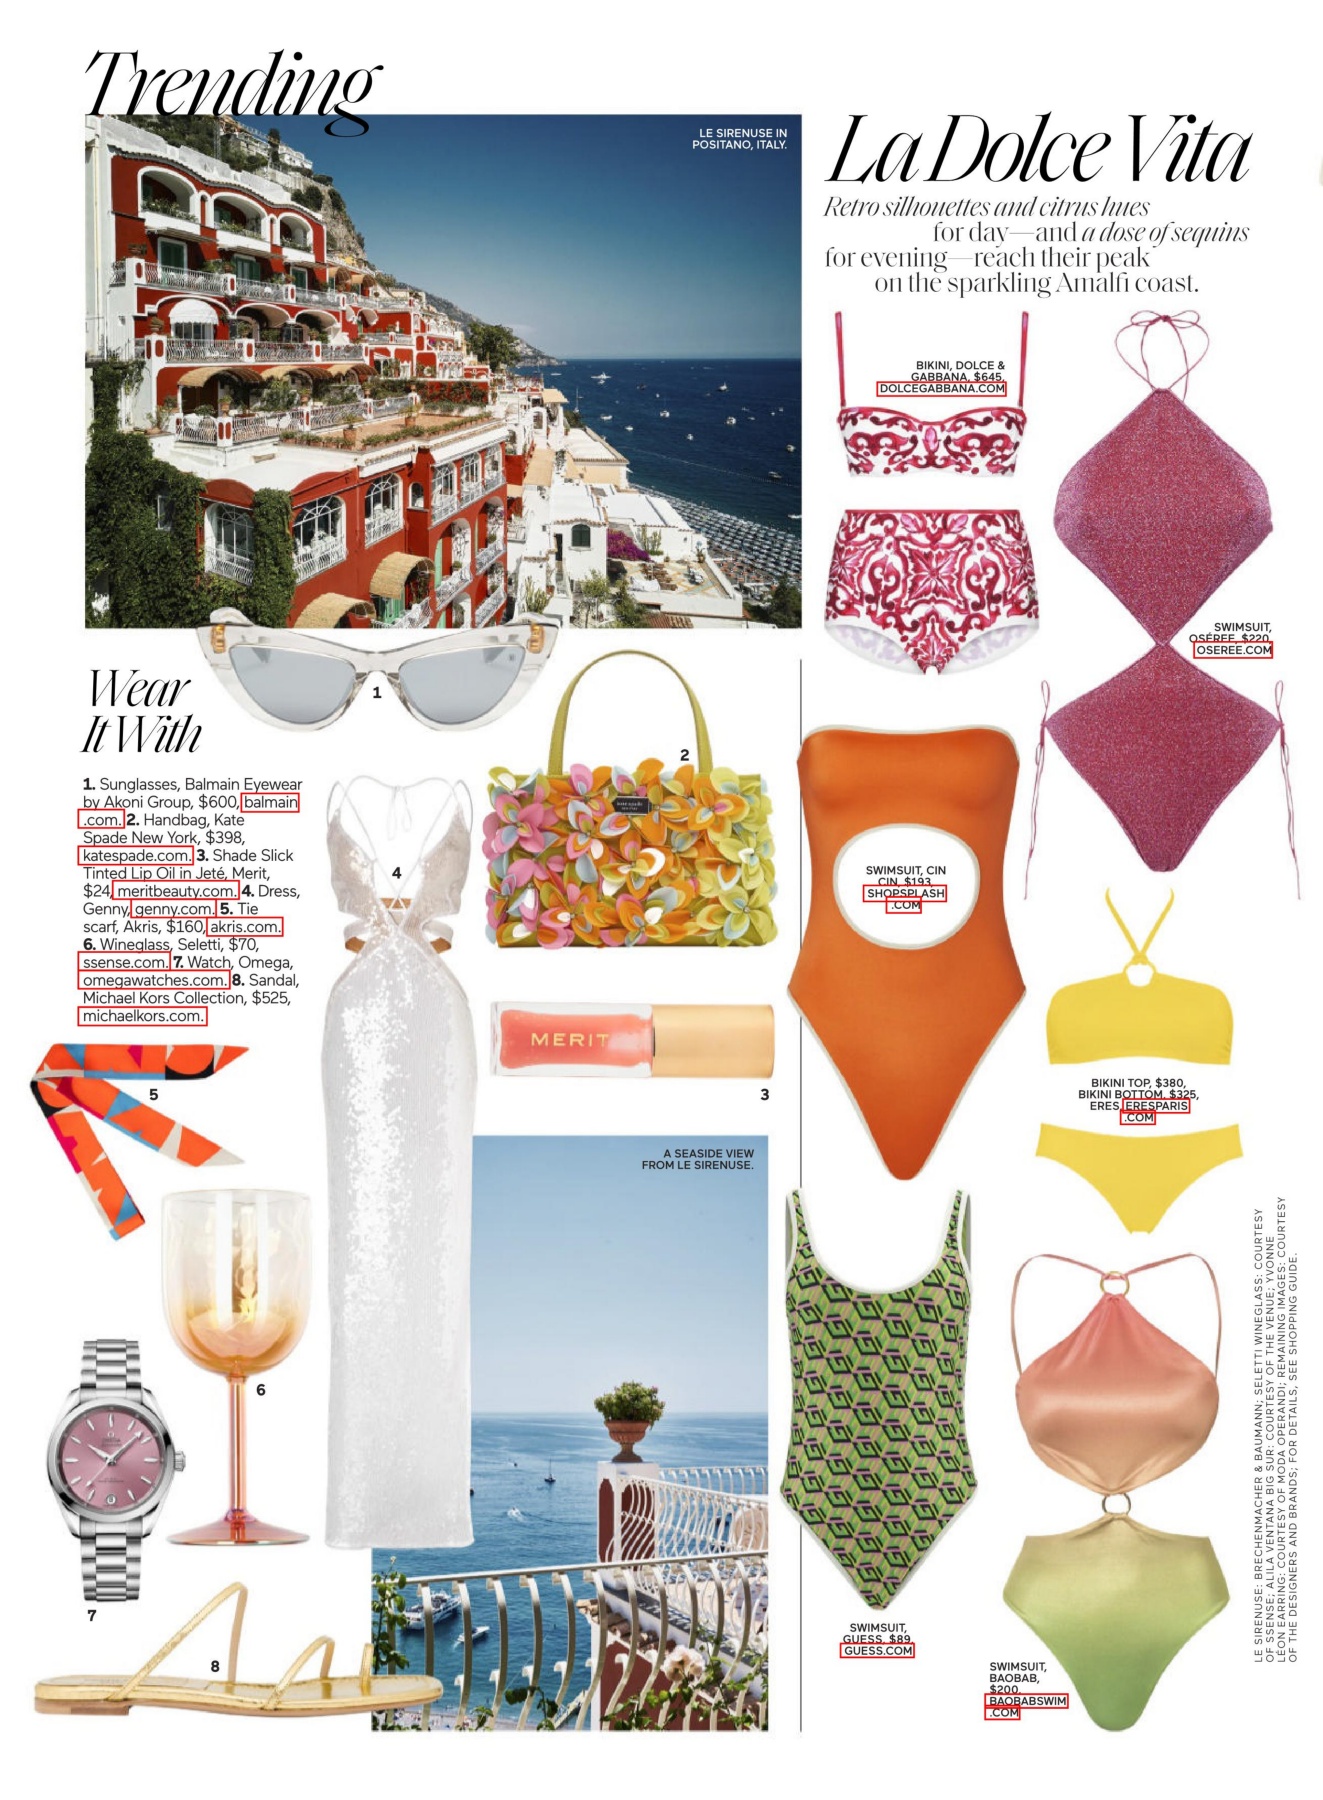 Trending
LE SIRENUSE IN
POSITANO, ITALY.
La Dolce Vita
Retro silhouettes and citrus hues
for day—and a dose of sequins
for evening—reach their peak
on the sparkling Amalfi coast.
BIKINI, DOLCE &
GABBANA, $645,
DOLCEGABBANA.COM
SWIMSUIT,
OSÉREE, $220,
OSEREE.COM
Wear
It With
1. Sunglasses, Balmain Eyewear
by Akoni Group, $600, balmain
.com. 2. Handbag, Kate
Spade New York, $398,
katespade.com. 3. Shade Slick
Tinted Lip Oil in Jeté, Merit,
$24, meritbeauty.com. 4. Dress,
Genny, genny.com. 5. Tie
scarf, Akris, $160, akris.com.
6. Wineglass, Seletti, $70,
ssense.com. 7. Watch, Omega,
omegawatches.com. 8. Sandal,
Michael Kors Collection, $525,
michaelkors.com.
1
2
kate spade
NEW YORK
4
MERIT
3
5
6
7
8
OMEGA
A SEASIDE VIEW
FROM LE SIRENUSE.
SWIMSUIT, CIN
CIN, $193,
SHOPSPLASH
.COM
BIKINI TOP, $380,
BIKINI BOTTOM, $325,
ERES, ERESPARIS
.COM
SWIMSUIT,
GUESS, $89,
GUESS.COM
SWIMSUIT,
BAOBAB,
$200,
BAOBABSWIM
.COM
LE SIRENUSE: BRECHENMACHER & BAUMANN; SELETTI WINEGLASS: COURTESY
OF SSENSE; ALILA VENTANA BIG SUR: COURTESY OF THE VENUE; YVONNE
LÉON EARRING: COURTESY OF MODA OPERANDI; REMAINING IMAGES: COURTESY
OF THE DESIGNERS AND BRANDS; FOR DETAILS, SEE SHOPPING GUIDE.